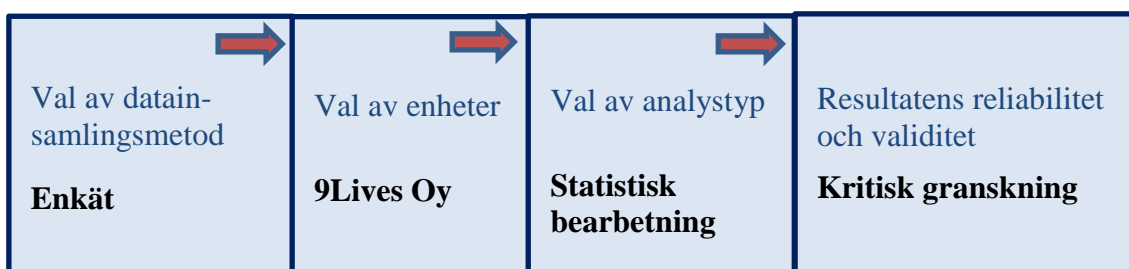 Val av datain-
samlingsmetod
Enkät
Val av enheter
9Lives Oy
Val av analystyp
Statistisk
bearbetning
Resultatens reliabilitet
och validitet
Kritisk granskning